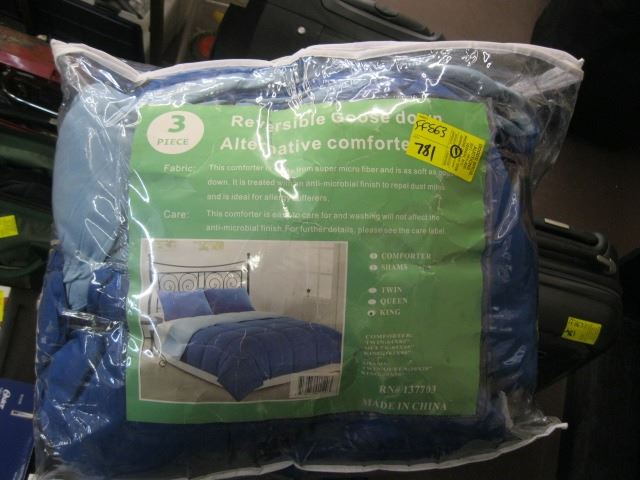 3
PIECE
Reversible Goose down
Alternative comforter
Fabric: This comforter is from super micro fiber and is as soft as
down. It is treated with an anti-microbial finish to repel dust mites
and is ideal for allergy sufferers.
Care: This comforter is easy to care for and washing will not affect the
anti-microbial finish. For further details, please see the care label
781
COMFORTER
SHAMS
TWIN
QUEEN
KING
COMFORTER:
RN# 137703
MADE IN CHINA